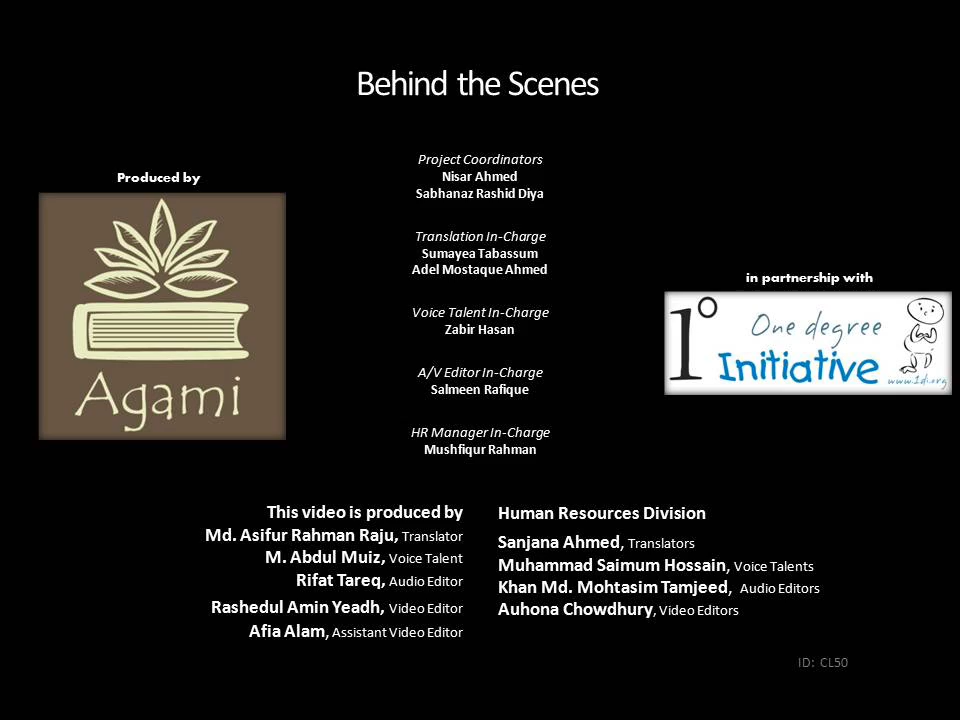 Behind the Scenes
Produced by
Agami
Project Coordinators
Nisar Ahmed
Sabhanaz Rashid Diya
Translation In-Charge
Sumayea Tabassum
Adel Mostaque Ahmed
Voice Talent In-Charge
Zabir Hasan
A/V Editor In-Charge
Salmeen Rafique
HR Manager In-Charge
Mushfiqur Rahman
in partnership with
1° One degree
Initiative
www.1di.org
This video is produced by
Md. Asifur Rahman Raju, Translator
M. Abdul Muiz, Voice Talent
Rifat Tareq, Audio Editor
Rashedul Amin Yeadh, Video Editor
Afia Alam, Assistant Video Editor
Human Resources Division
Sanjana Ahmed, Translators
Muhammad Saimum Hossain, Voice Talents
Khan Md. Mohtasim Tamjeed, Audio Editors
Auhona Chowdhury, Video Editors
ID: CL50